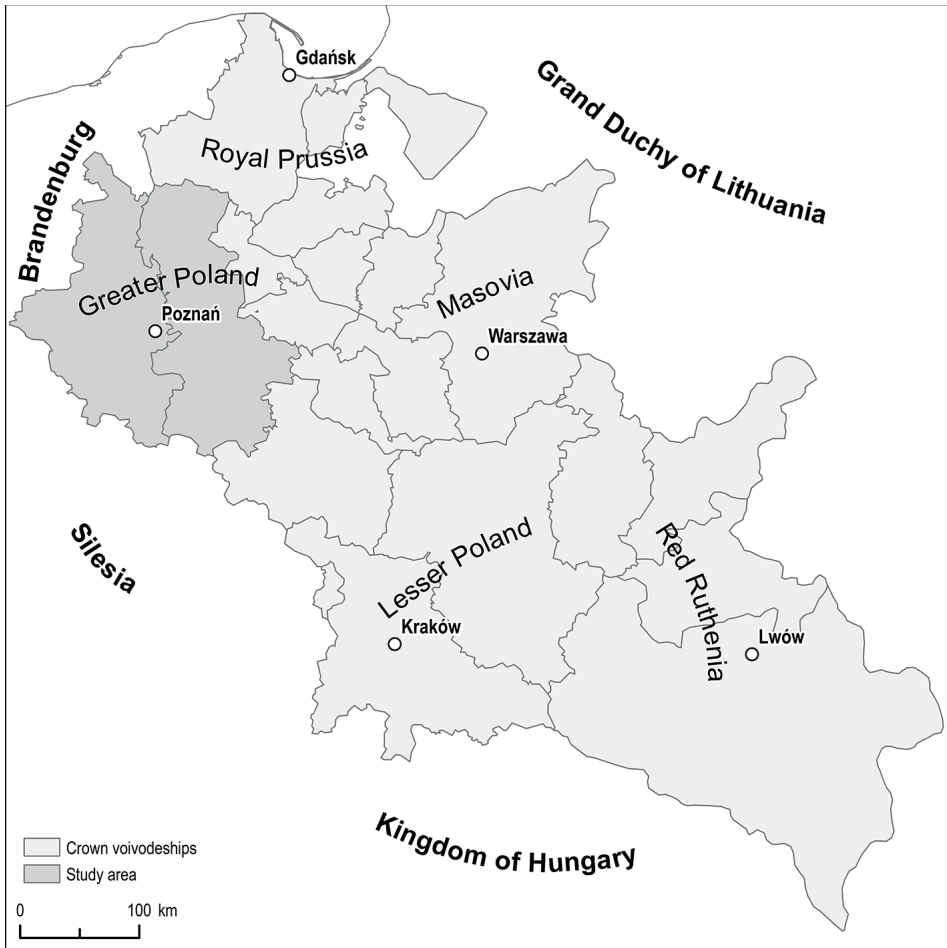 Gdańsk
Grand Duchy of Lithuania
Brandenburg
Royal Prussia
Greater Poland
Poznań
Masovia
Warszawa
Silesia
Lesser Poland
Kraków
Red Ruthenia
Lwów
Kingdom of Hungary
Crown voivodeships
Study area
0 100 km